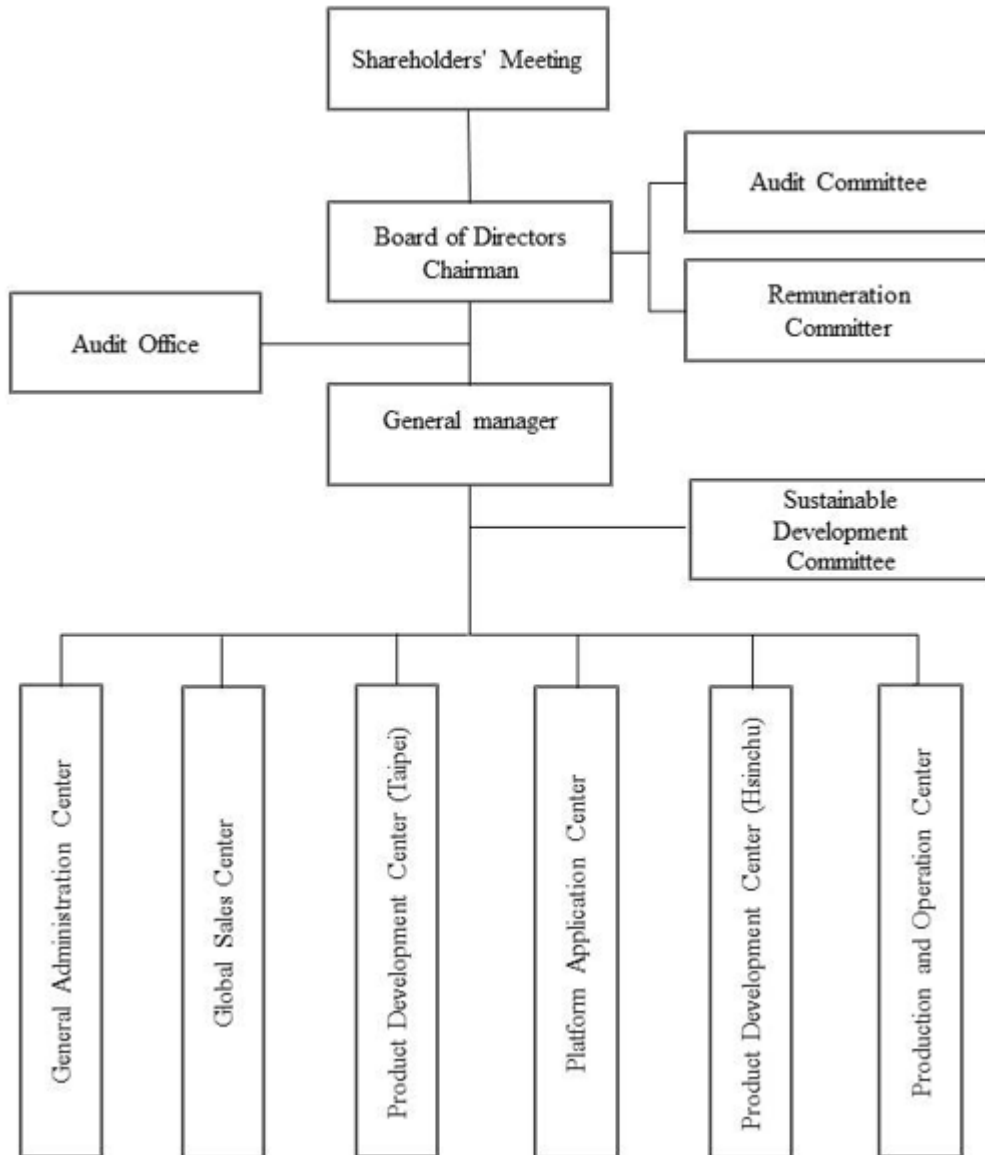 Shareholders' Meeting
Audit Committee
Board of Directors
Chairman
Remuneration
Committer
Audit Office
General manager
Sustainable
Development
Committee
General Administration Center
Global Sales Center
Product Development Center (Taipei)
Platform Application Center
Product Development Center (Hsinchu)
Production and Operation Center